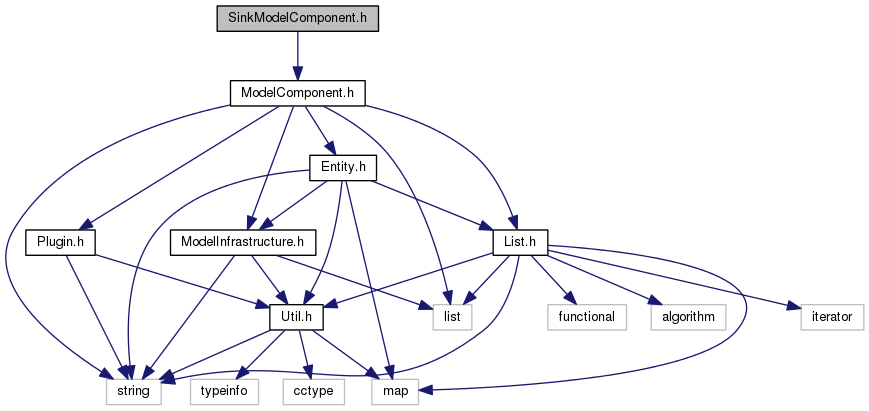 SinkModelComponent.h
ModelComponent.h
Entity.h
Plugin.h
ModelInfrastructure.h
List.h
Util.h
list
functional
algorithm
iterator
string
typeinfo
cctype
map